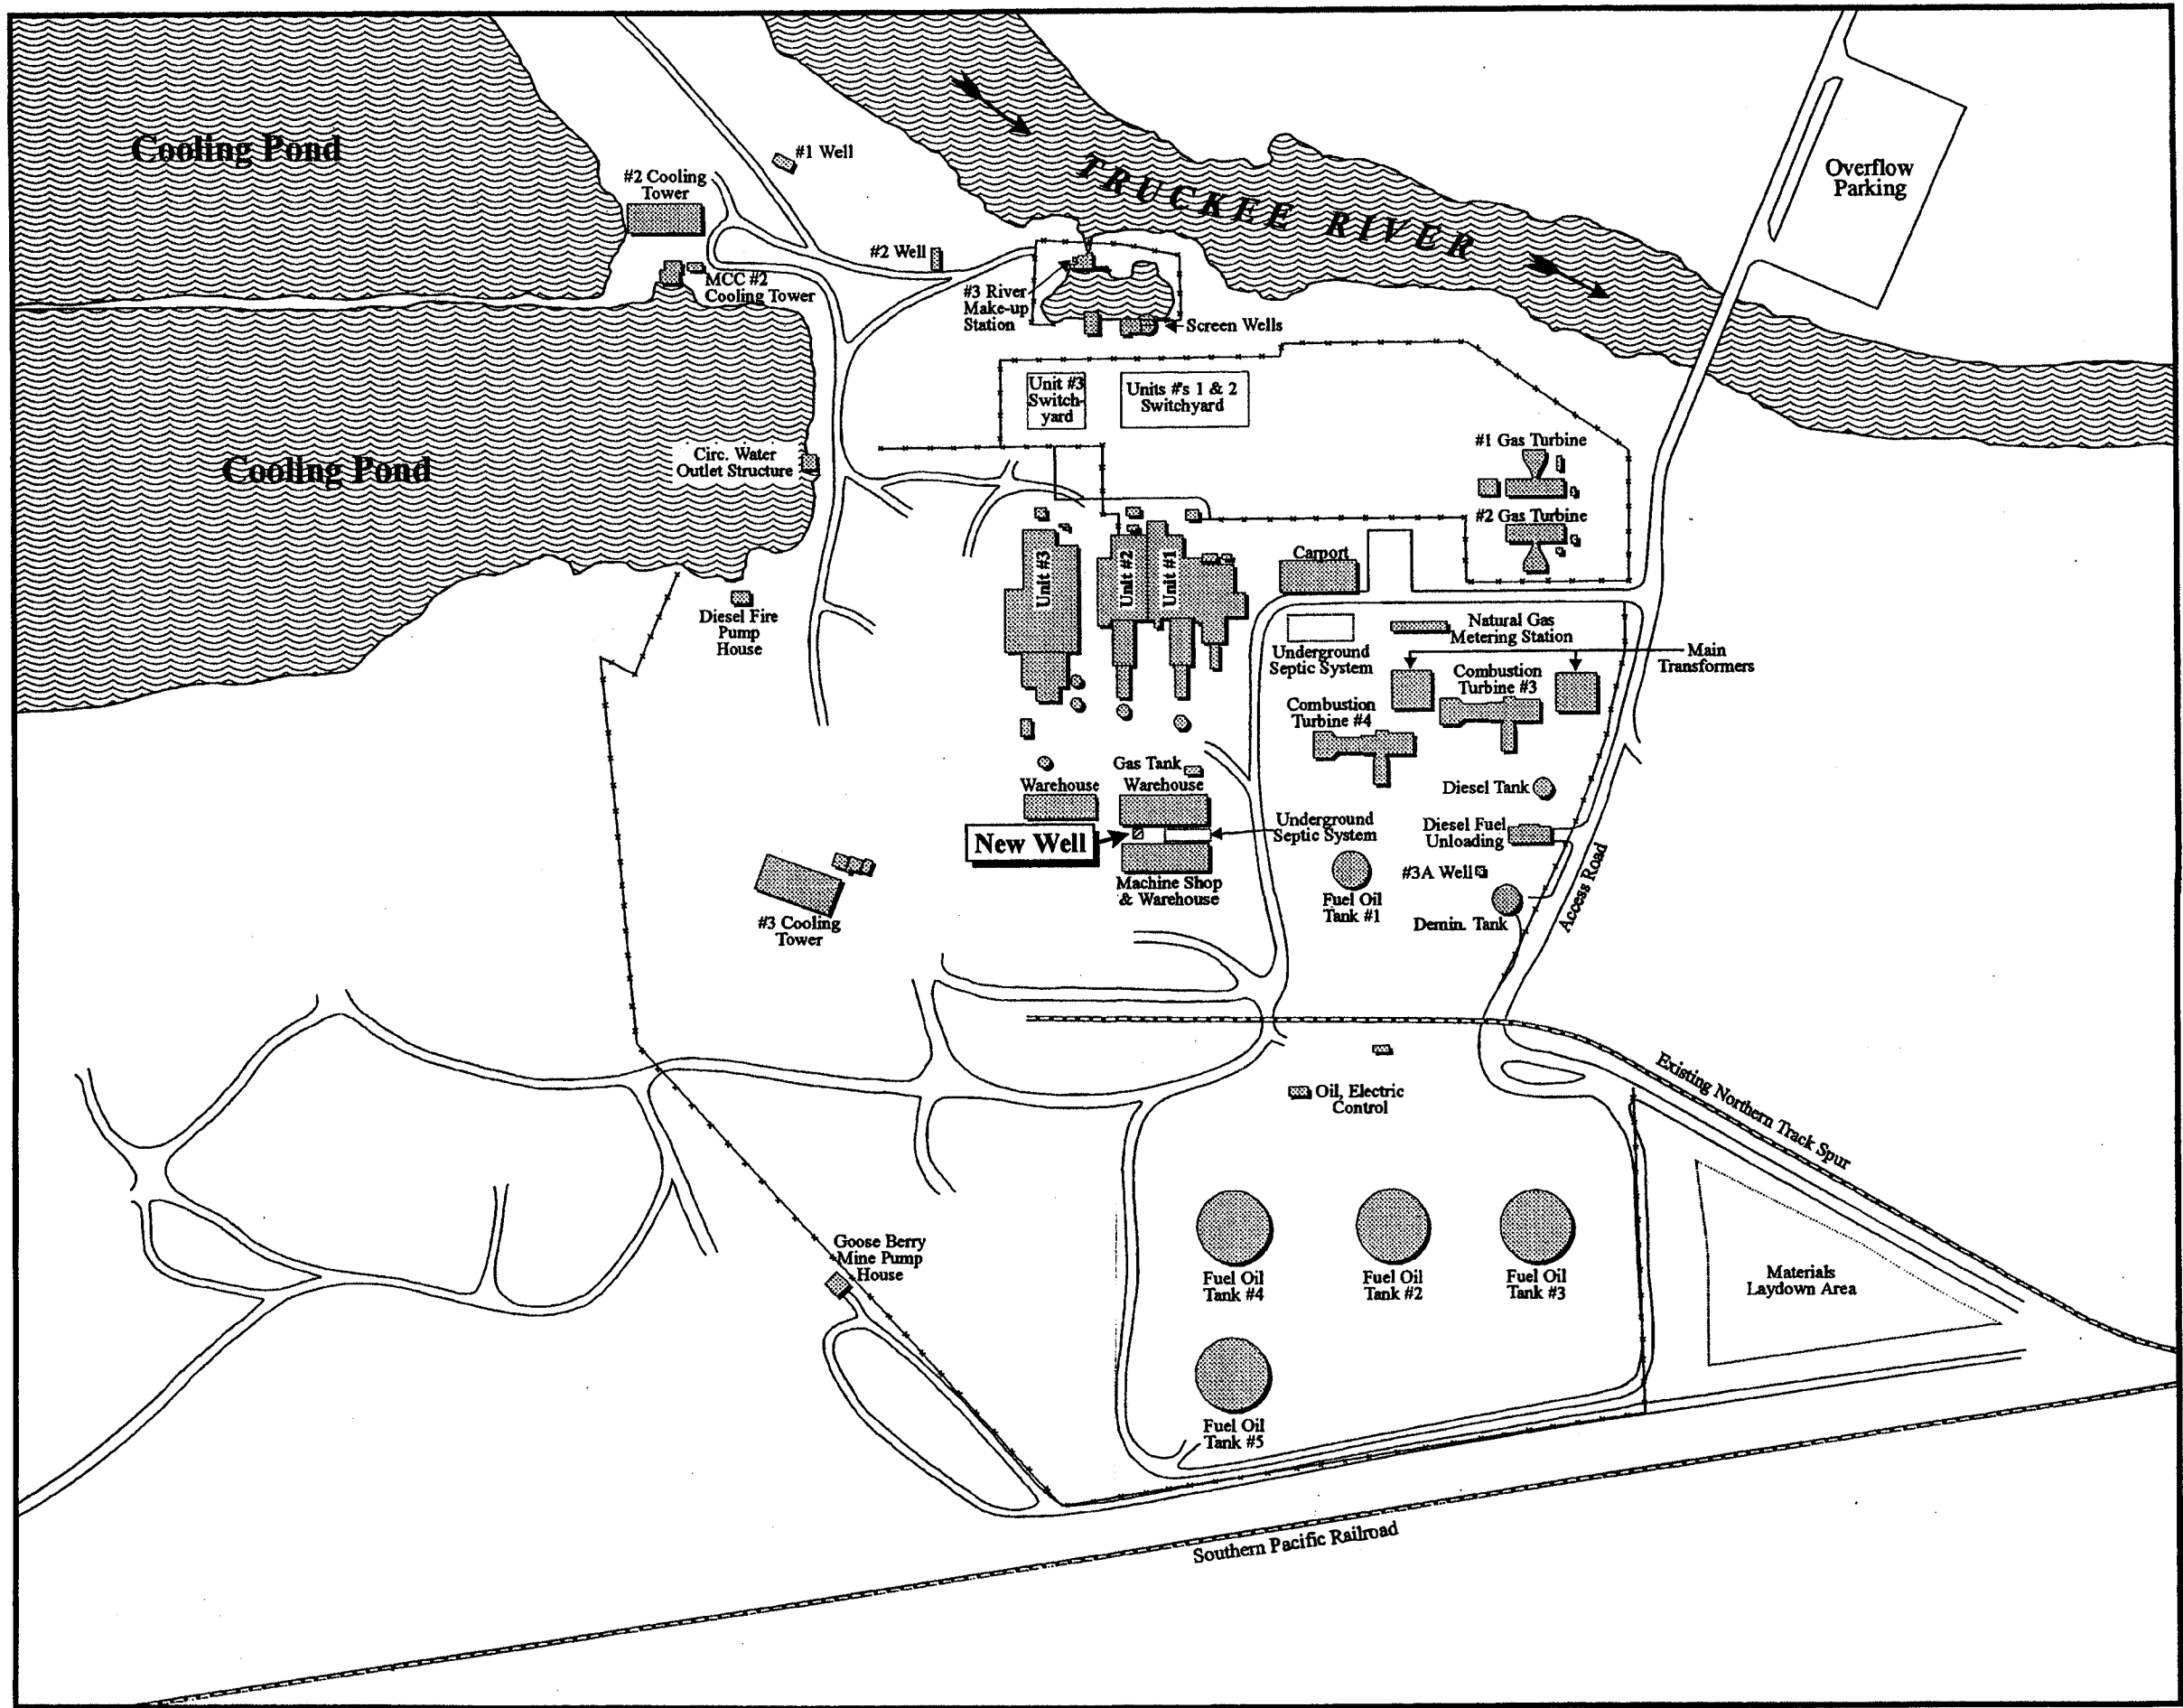 Cooling Pond
#1 Well
#2 Cooling
Tower
TRUCKEE RIVER
Overflow
Parking
#2 Well
MCC #2
Cooling Tower
#3 River
Make-up
Station
Screen Wells
Unit #3
Switch-
yard
Units #'s 1 & 2
Switchyard
#1 Gas Turbine
Circ. Water
Outlet Structure
Cooling Pond
#2 Gas Turbine
Unit #3
Unit #2
Unit #1
Carport
Diesel Fire
Pump
House
Natural Gas
Metering Station
Underground
Septic System
Main
Transformers
Combustion
Turbine #3
Combustion
Turbine #4
Gas Tank
Warehouse
Warehouse
Diesel Tank
New Well
Underground
Septic System
Diesel Fuel
Unloading
Access Road
#3A Well
Machine Shop
& Warehouse
Fuel Oil
Tank #1
Demin. Tank
#3 Cooling
Tower
Existing Northern Track Spur
Oil, Electric
Control
Goose Berry
Mine Pump
House
Fuel Oil
Tank #4
Fuel Oil
Tank #2
Fuel Oil
Tank #3
Materials
Laydown Area
Fuel Oil
Tank #5
Southern Pacific Railroad